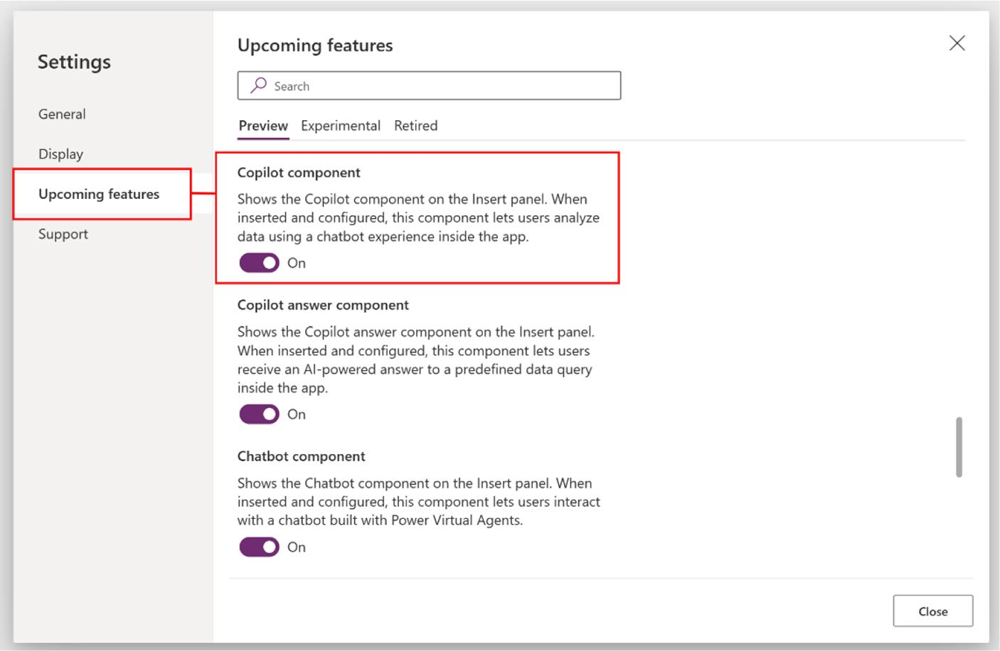 Settings
General
Display
Upcoming features
Support
Upcoming features
Search
Preview Experimental Retired
Copilot component
Shows the Copilot component on the Insert panel. When
inserted and configured, this component lets users analyze
data using a chatbot experience inside the app.
On
Copilot answer component
Shows the Copilot answer component on the Insert panel.
When inserted and configured, this component lets users
receive an AI-powered answer to a predefined data query
inside the app.
On
Chatbot component
Shows the Chatbot component on the Insert panel. When
inserted and configured, this component lets users interact
with a chatbot built with Power Virtual Agents.
On
Close